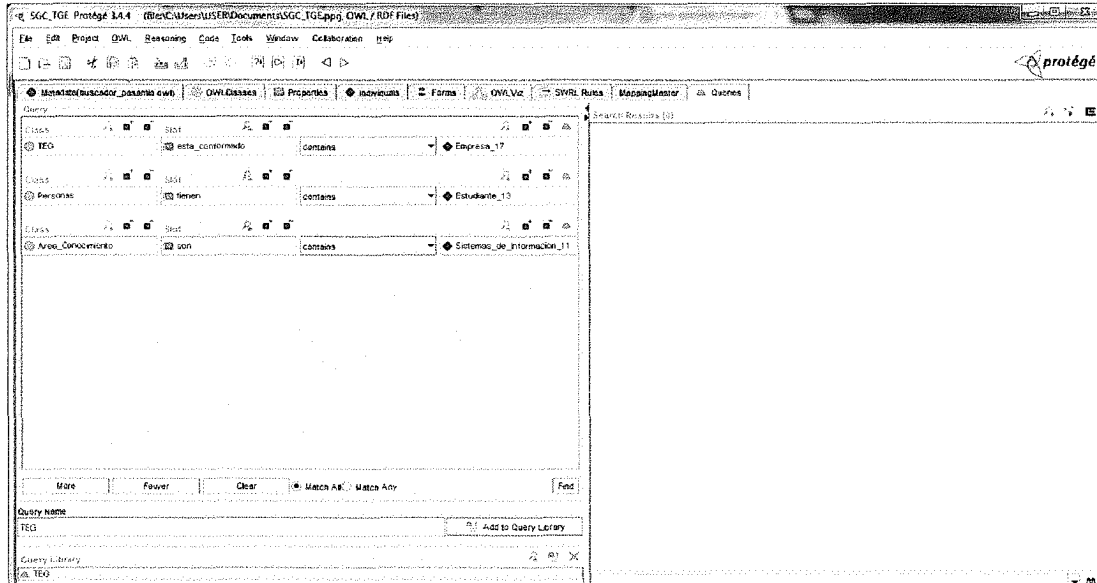 SGC_TGE Protégé 3.4.4 (file:\C:\Users\USER\Documents\SGC_TGE.pprj, OWL / RDF Files)
File Edit Project OWL Reasoning Code Tools Window Collaboration Help
protégé
Metadata(buscador_pasantia.owl) OWLClasses Properties Individuals Forms OWLViz SWRL Rules MappingMaster Queries
Query
Search Results (0)
Class Slot
TEG esta_conformado contains Empresa_17
Class Slot
Personas tienen contains Estudiante_13
Class Slot
Area_Conocimiento son contains Sistemas_de_Informacion_11
More Fewer Clear Match All Match Any Find
Query Name
TEG Add to Query Library
Query Library
TEG